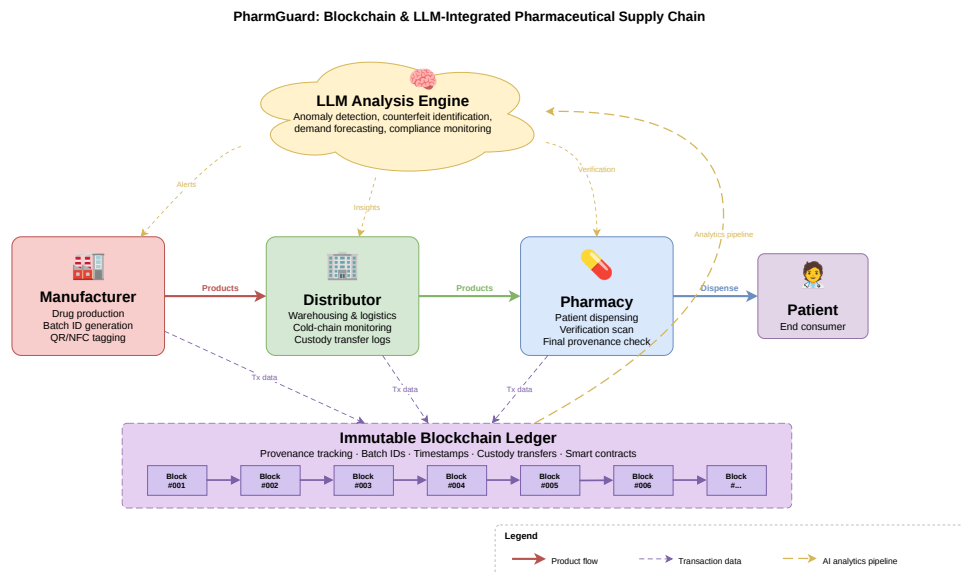 PharmGuard: Blockchain & LLM-Integrated Pharmaceutical Supply Chain
LLM Analysis Engine
Anomaly detection, counterfeit identification,
demand forecasting, compliance monitoring
Alerts
Insights
Verification
Analytics pipeline
Manufacturer
Drug production
Batch ID generation
QR/NFC tagging
Products
Distributor
Warehousing & logistics
Cold-chain monitoring
Custody transfer logs
Products
Pharmacy
Patient dispensing
Verification scan
Final provenance check
Dispense
Patient
End consumer
Tx data
Tx data
Tx data
Immutable Blockchain Ledger
Provenance tracking · Batch IDs · Timestamps · Custody transfers · Smart contracts
Block
#001
Block
#002
Block
#003
Block
#004
Block
#005
Block
#006
Block
#...
Legend
Product flow
Transaction data
AI analytics pipeline